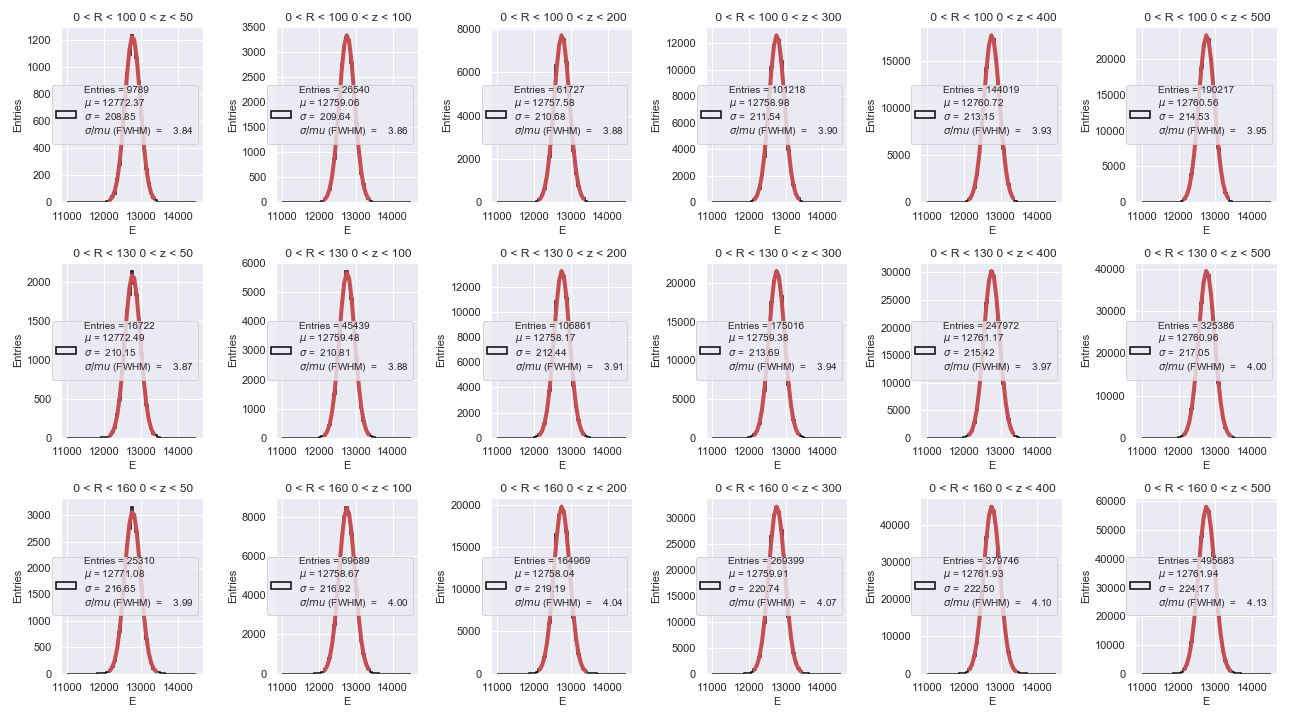 0 < R < 100 0 < z < 50
1200
1000
800
600
400
200
0
Entries
Entries = 9789
μ = 12772.37
σ = 208.85
σ/mu (FWHM) = 3.84
11000 12000 13000 14000
E
0 < R < 100 0 < z < 100
3500
3000
2500
2000
1500
1000
500
0
Entries
Entries = 26540
μ = 12759.06
σ = 209.64
σ/mu (FWHM) = 3.86
11000 12000 13000 14000
E
0 < R < 100 0 < z < 200
8000
6000
4000
2000
0
Entries
Entries = 61727
μ = 12757.58
σ = 210.68
σ/mu (FWHM) = 3.88
11000 12000 13000 14000
E
0 < R < 100 0 < z < 300
12000
10000
8000
6000
4000
2000
0
Entries
Entries = 101218
μ = 12758.98
σ = 211.54
σ/mu (FWHM) = 3.90
11000 12000 13000 14000
E
0 < R < 100 0 < z < 400
15000
10000
5000
0
Entries
Entries = 144019
μ = 12760.72
σ = 213.15
σ/mu (FWHM) = 3.93
11000 12000 13000 14000
E
0 < R < 100 0 < z < 500
20000
15000
10000
5000
0
Entries
Entries = 190217
μ = 12760.56
σ = 214.53
σ/mu (FWHM) = 3.95
11000 12000 13000 14000
E
0 < R < 130 0 < z < 50
2000
1500
1000
500
0
Entries
Entries = 16722
μ = 12772.49
σ = 210.15
σ/mu (FWHM) = 3.87
11000 12000 13000 14000
E
0 < R < 130 0 < z < 100
6000
5000
4000
3000
2000
1000
0
Entries
Entries = 45439
μ = 12759.48
σ = 210.81
σ/mu (FWHM) = 3.88
11000 12000 13000 14000
E
0 < R < 130 0 < z < 200
12000
10000
8000
6000
4000
2000
0
Entries
Entries = 106861
μ = 12758.17
σ = 212.44
σ/mu (FWHM) = 3.91
11000 12000 13000 14000
E
0 < R < 130 0 < z < 300
20000
15000
10000
5000
0
Entries
Entries = 175016
μ = 12759.38
σ = 213.69
σ/mu (FWHM) = 3.94
11000 12000 13000 14000
E
0 < R < 130 0 < z < 400
30000
25000
20000
15000
10000
5000
0
Entries
Entries = 247972
μ = 12761.17
σ = 215.42
σ/mu (FWHM) = 3.97
11000 12000 13000 14000
E
0 < R < 130 0 < z < 500
40000
30000
20000
10000
0
Entries
Entries = 325386
μ = 12760.96
σ = 217.05
σ/mu (FWHM) = 4.00
11000 12000 13000 14000
E
0 < R < 160 0 < z < 50
3000
2500
2000
1500
1000
500
0
Entries
Entries = 25310
μ = 12771.08
σ = 216.65
σ/mu (FWHM) = 3.99
11000 12000 13000 14000
E
0 < R < 160 0 < z < 100
8000
6000
4000
2000
0
Entries
Entries = 69689
μ = 12758.67
σ = 216.92
σ/mu (FWHM) = 4.00
11000 12000 13000 14000
E
0 < R < 160 0 < z < 200
20000
15000
10000
5000
0
Entries
Entries = 164969
μ = 12758.04
σ = 219.19
σ/mu (FWHM) = 4.04
11000 12000 13000 14000
E
0 < R < 160 0 < z < 300
30000
25000
20000
15000
10000
5000
0
Entries
Entries = 269399
μ = 12759.91
σ = 220.74
σ/mu (FWHM) = 4.07
11000 12000 13000 14000
E
0 < R < 160 0 < z < 400
40000
30000
20000
10000
0
Entries
Entries = 379746
μ = 12761.93
σ = 222.50
σ/mu (FWHM) = 4.10
11000 12000 13000 14000
E
0 < R < 160 0 < z < 500
60000
50000
40000
30000
20000
10000
0
Entries
Entries = 495683
μ = 12761.94
σ = 224.17
σ/mu (FWHM) = 4.13
11000 12000 13000 14000
E